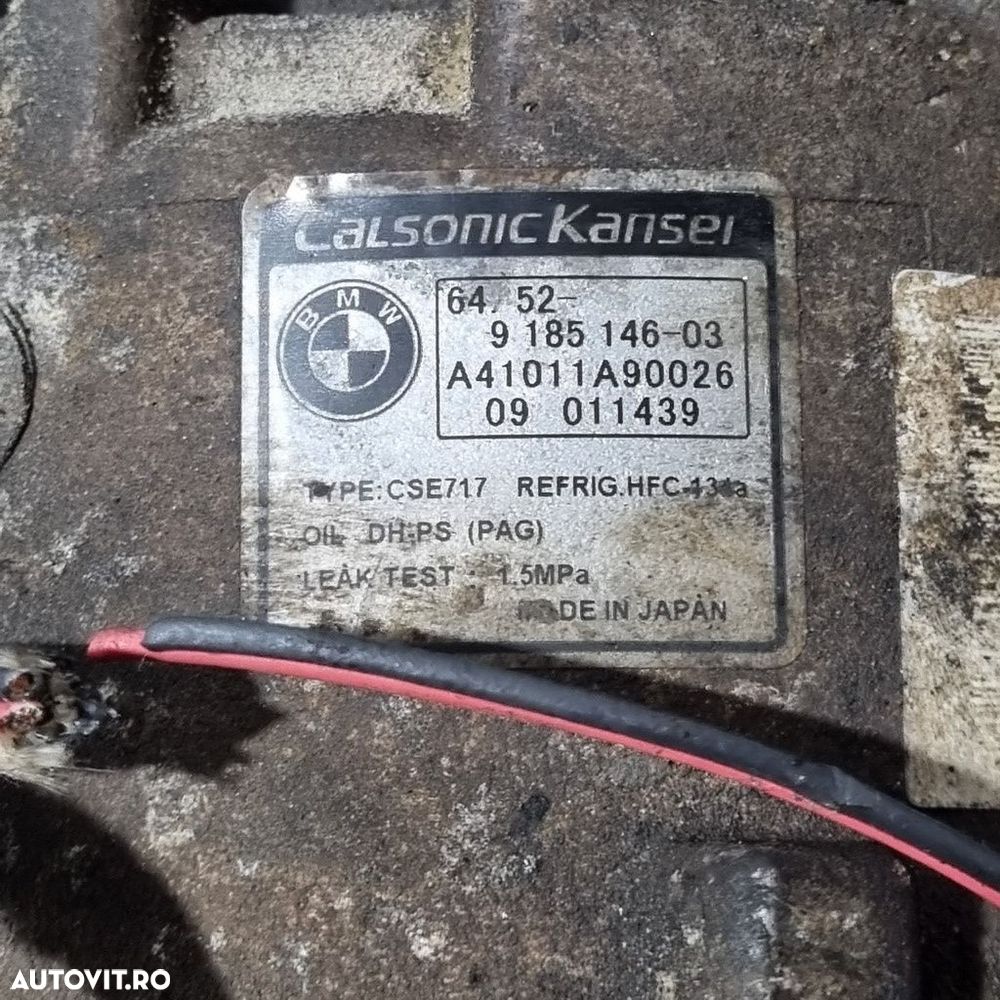 CalsonicKansei
BMW
64. 52-
9 185 146-03
A41011A90026
09 011439
TYPE:CSE717 REFRIG.HFC-134a
OIL DH-PS (PAG)
LEAK TEST : 1.5MPa
MADE IN JAPAN
AUTOVIT.RO